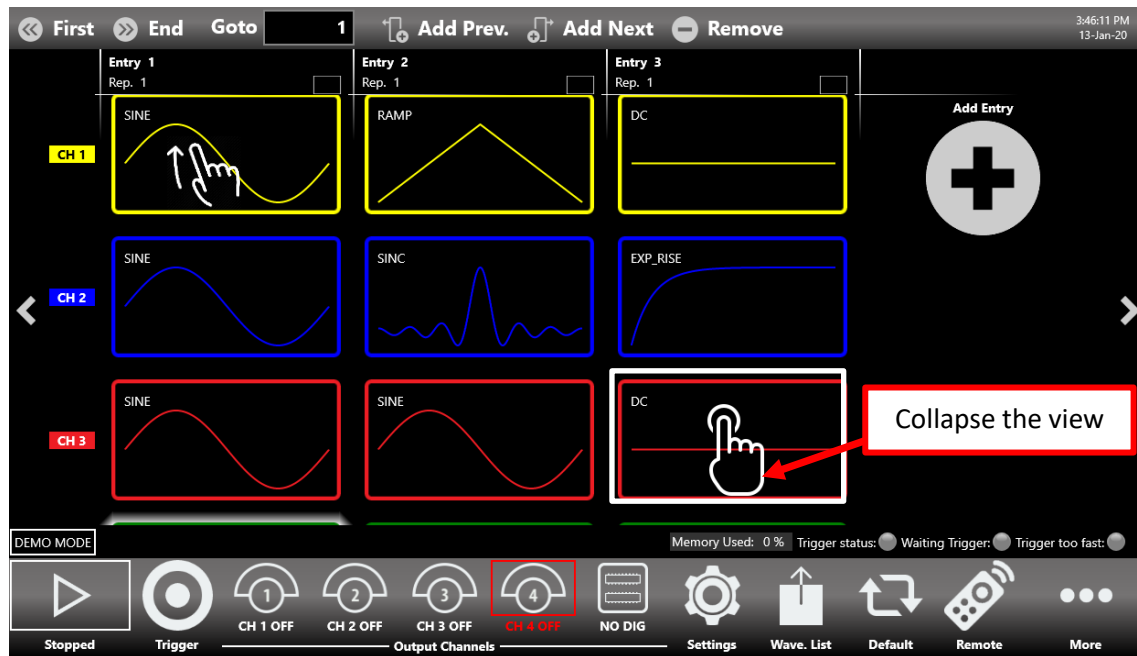 First End Goto 1 Add Prev. Add Next Remove
3:46:11 PM
13-Jan-20
Entry 1
Rep. 1
Entry 2
Rep. 1
Entry 3
Rep. 1
Add Entry
CH 1
SINE
RAMP
DC
CH 2
SINE
SINC
EXP_RISE
CH 3
SINE
SINE
DC
Collapse the view
DEMO MODE
Memory Used: 0 % Trigger status: Waiting Trigger: Trigger too fast:
1
2
3
4
CH 1 OFF
CH 2 OFF
CH 3 OFF
CH 4 OFF
NO DIG
Stopped
Trigger
Output Channels
Settings
Wave. List
Default
Remote
More